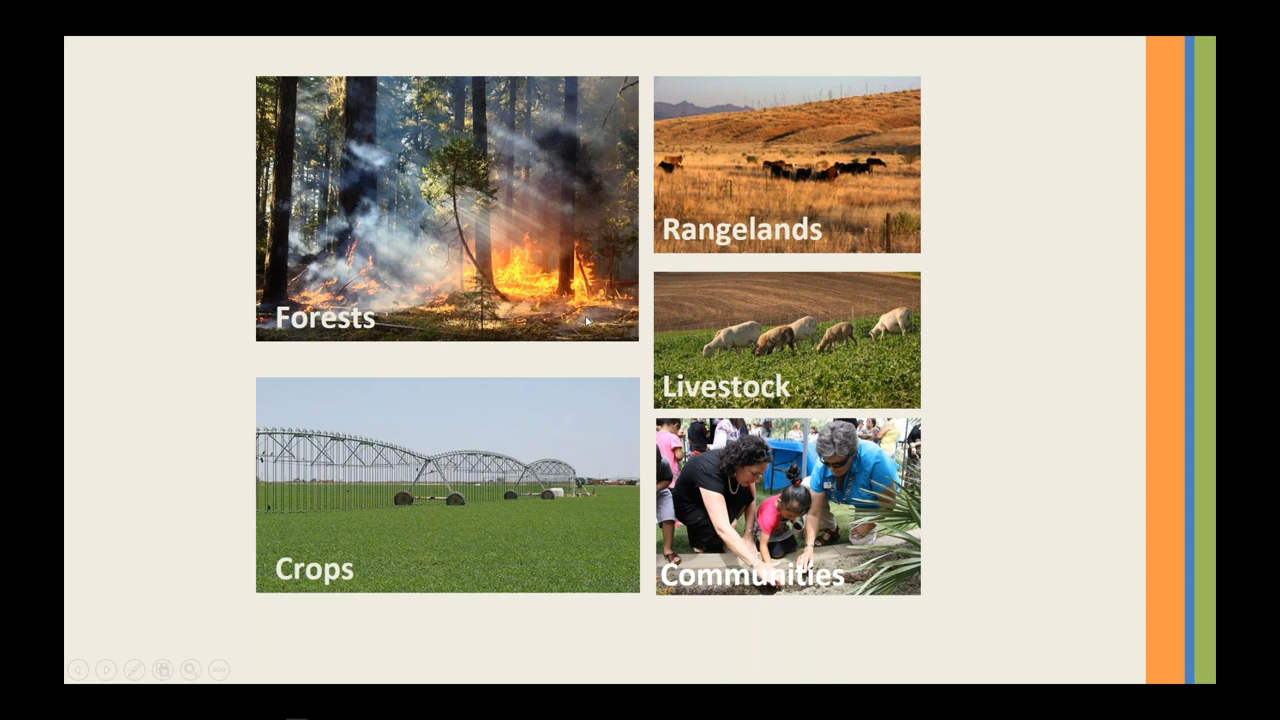 Forests
Rangelands
Livestock
Crops
Communities